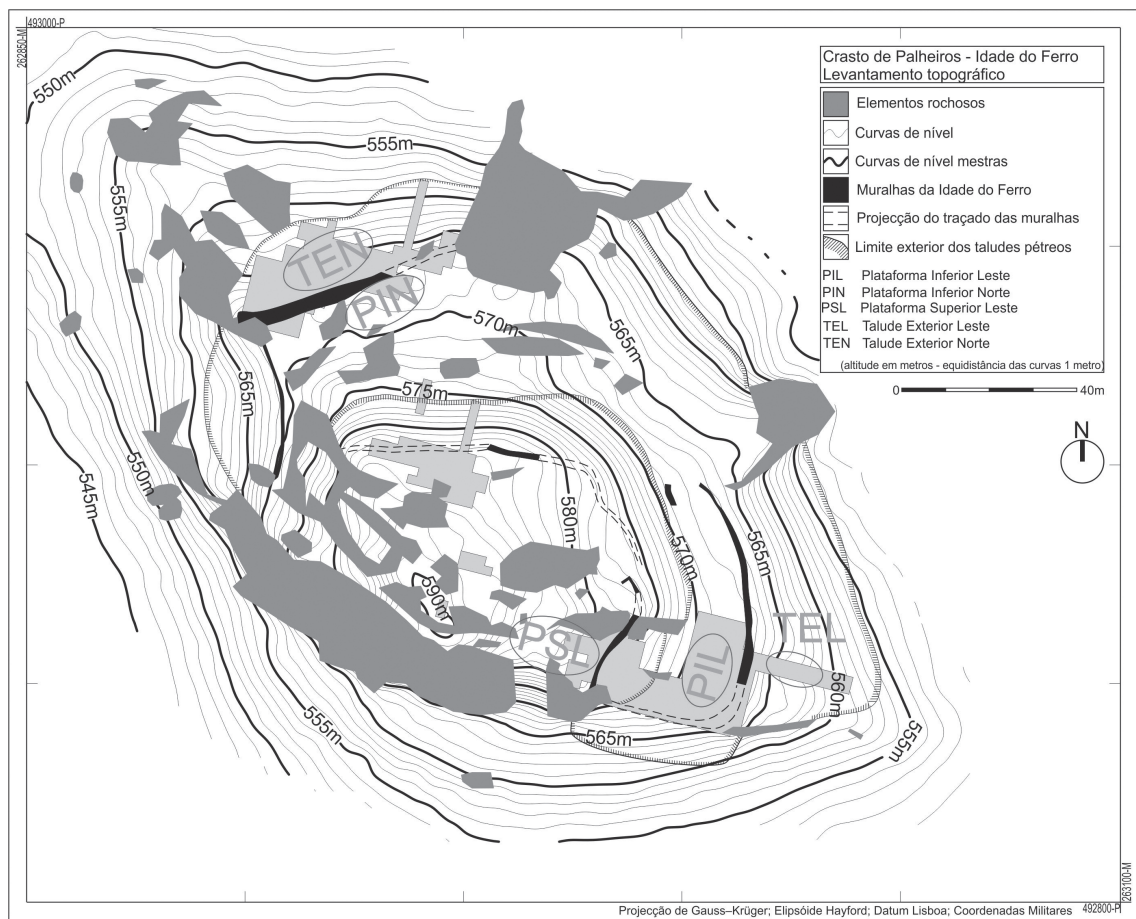 493000-P
262850-M
Crasto de Palheiros - Idade do Ferro
Levantamento topográfico
Elementos rochosos
Curvas de nível
Curvas de nível mestras
Muralhas da Idade do Ferro
Projecção do traçado das muralhas
Limite exterior dos taludes pétreos
PIL Plataforma Inferior Leste
PIN Plataforma Inferior Norte
PSL Plataforma Superior Leste
TEL Talude Exterior Leste
TEN Talude Exterior Norte
(altitude em metros - equidistância das curvas 1 metro)
0 40m
N
550m
555m
555m
TEN
PIN
570m
565m
565m
575m
550m
545m
580m
570m
565m
590m
PSL
PIL
TEL
560m
555m
565m
555m
263100-M
Projecção de Gauss–Krüger; Elipsóide Hayford; Datum Lisboa; Coordenadas Militares
492800-P